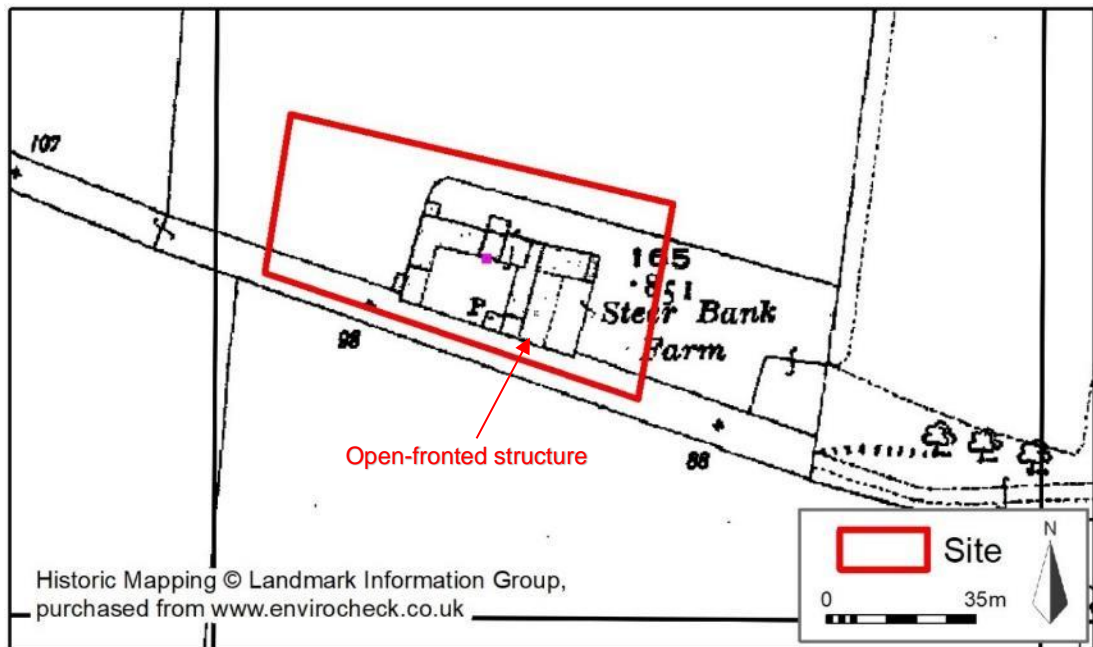 107
165
·851
Steer Bank
Farm
P
98
Open-fronted structure
88
Site
N
0 35m
Historic Mapping © Landmark Information Group,
purchased from www.envirocheck.co.uk